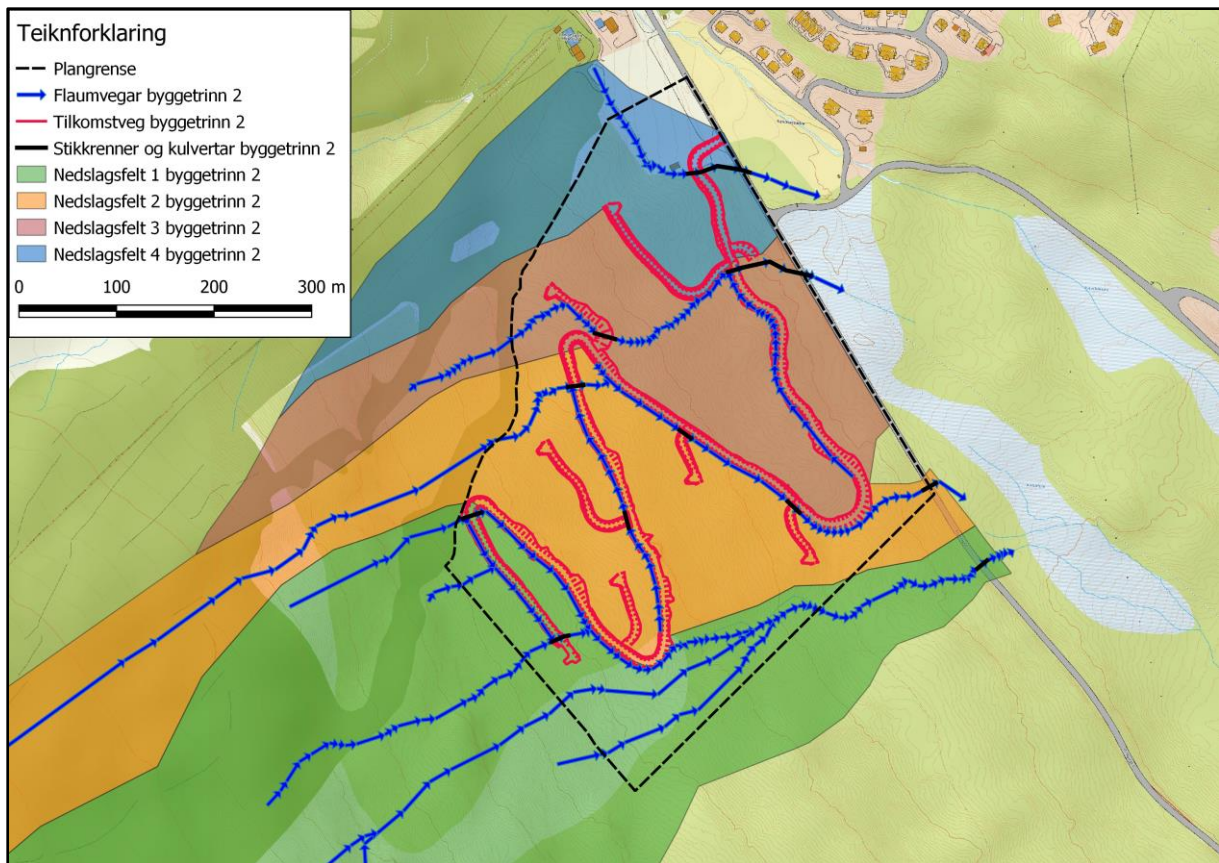 Teiknforklaring
Plangrense
Flaumvegar byggetrinn 2
Tilkomstveg byggetrinn 2
Stikkrenner og kulvertar byggetrinn 2
Nedslagsfelt 1 byggetrinn 2
Nedslagsfelt 2 byggetrinn 2
Nedslagsfelt 3 byggetrinn 2
Nedslagsfelt 4 byggetrinn 2
0 100 200 300 m